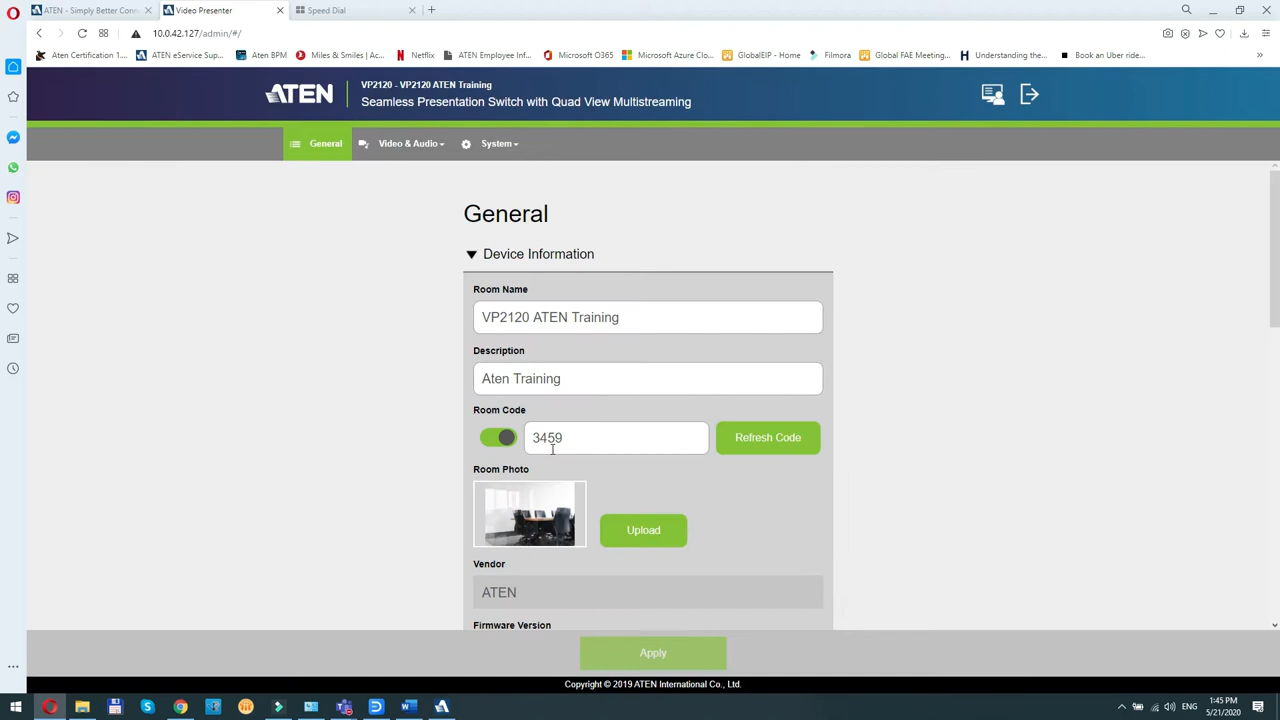 ATEN - Simply Better Conn
Video Presenter
Speed Dial
10.0.42.127/admin/#/
Aten Certification 1...
ATEN eService Sup...
Aten BPM
Miles & Smiles | Ac...
Netflix
ATEN Employee Inf...
Microsoft O365
Microsoft Azure Clo...
GlobalEIP - Home
Filmora
Global FAE Meeting...
Understanding the...
Book an Uber ride...
ATEN
VP2120 - VP2120 ATEN Training
Seamless Presentation Switch with Quad View Multistreaming
General
Video & Audio
System
General
Device Information
Room Name
VP2120 ATEN Training
Description
Aten Training
Room Code
3459
Refresh Code
Room Photo
Upload
Vendor
ATEN
Firmware Version
Apply
Copyright © 2019 ATEN International Co., Ltd.
ENG
1:45 PM
5/21/2020